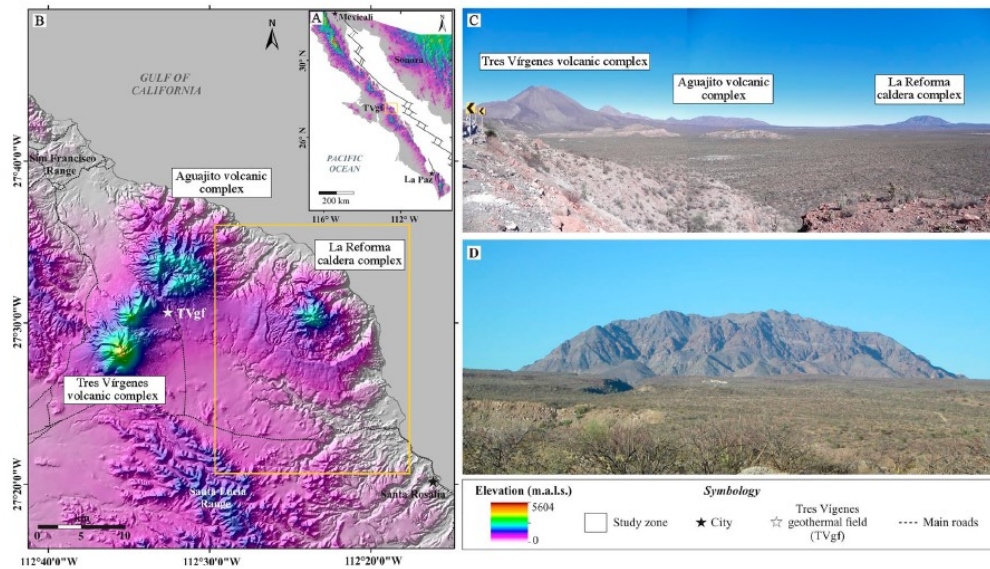 B
GULF OF
CALIFORNIA
San Francisco
Range
Aguajito volcanic
complex
La Reforma
caldera complex
TVgf
Tres Vírgenes
volcanic complex
Santa Lucia
Range
Santa Rosalia
km
0 5 10
27°40'0"W
27°30'0"W
27°20'0"W
112°40'0"W
112°30'0"W
112°20'0"W
N
A
N
Mexicali
Sonora
TVgf
PACIFIC
OCEAN
La Paz
200 km
30° N
26° N
116° W
112° W
C
Tres Vírgenes volcanic complex
Aguajito volcanic
complex
La Reforma
caldera complex
D
Elevation (m.a.l.s.)
5604
0
Symbology
Study zone
City
Tres Vígenes
geothermal field
(TVgf)
Main roads